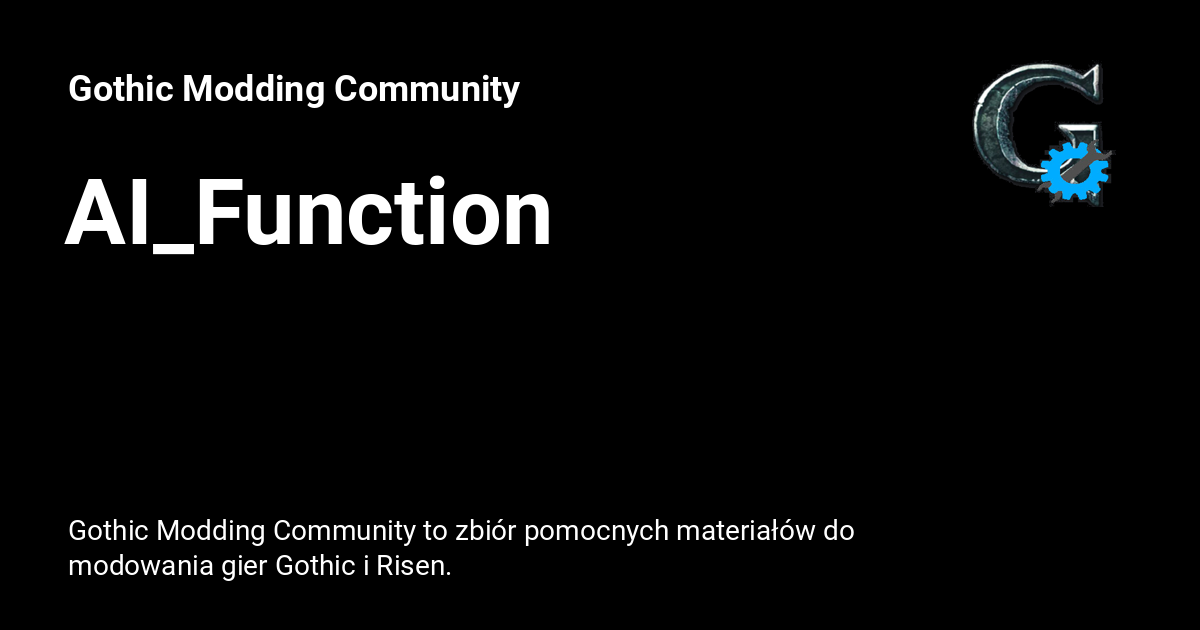 Gothic Modding Community
AI_Function
Gothic Modding Community to zbiór pomocnych materiałów do
modowania gier Gothic i Risen.